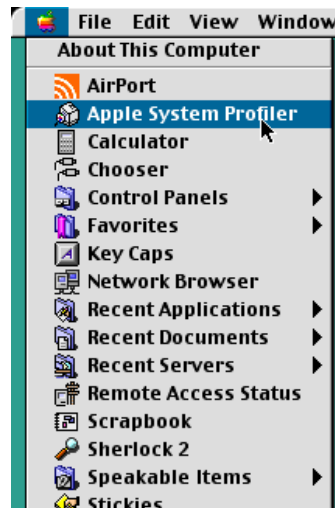 File Edit View Window
About This Computer
AirPort
Apple System Profiler
Calculator
Chooser
Control Panels
Favorites
Key Caps
Network Browser
Recent Applications
Recent Documents
Recent Servers
Remote Access Status
Scrapbook
Sherlock 2
Speakable Items
Stickies